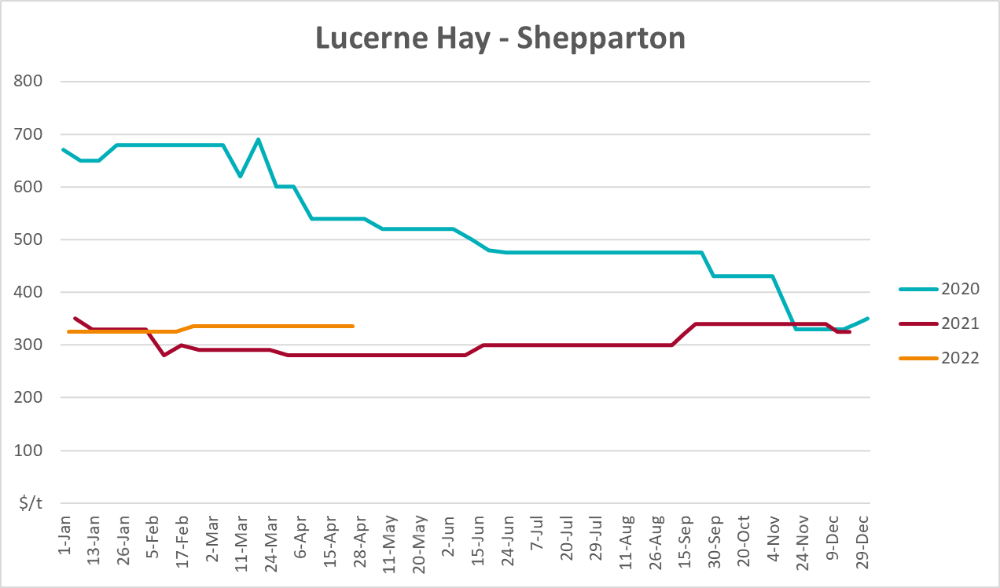 Lucerne Hay - Shepparton
800
700
600
500
400
300
200
100
$/t
1-Jan
13-Jan
26-Jan
5-Feb
17-Feb
2-Mar
11-Mar
24-Mar
6-Apr
15-Apr
28-Apr
11-May
20-May
2-Jun
15-Jun
24-Jun
7-Jul
20-Jul
29-Jul
11-Aug
26-Aug
15-Sep
30-Sep
20-Oct
4-Nov
24-Nov
9-Dec
29-Dec
2020
2021
2022